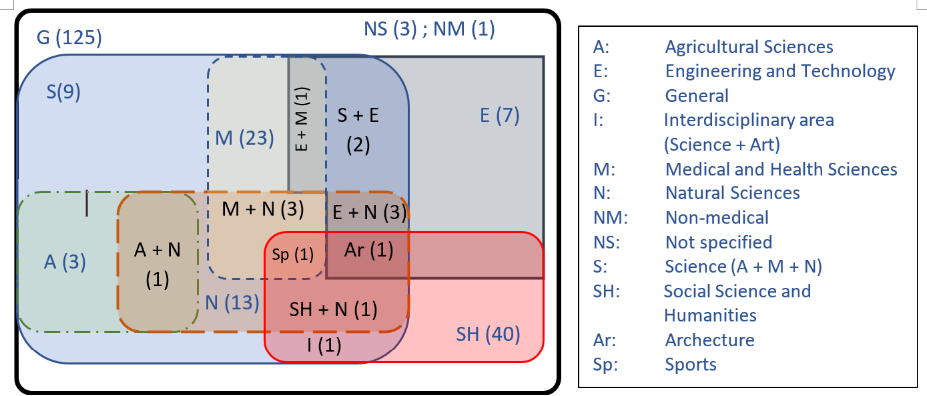 G (125)
NS (3) ; NM (1)
S(9)
M (23)
E + M (1)
S + E
(2)
E (7)
M + N (3)
E + N (3)
A (3)
A + N
(1)
Sp (1)
Ar (1)
N (13)
SH + N (1)
SH (40)
I (1)
A: Agricultural Sciences
E: Engineering and Technology
G: General
I: Interdisciplinary area
(Science + Art)
M: Medical and Health Sciences
N: Natural Sciences
NM: Non-medical
NS: Not specified
S: Science (A + M + N)
SH: Social Science and
Humanities
Ar: Archecture
Sp: Sports